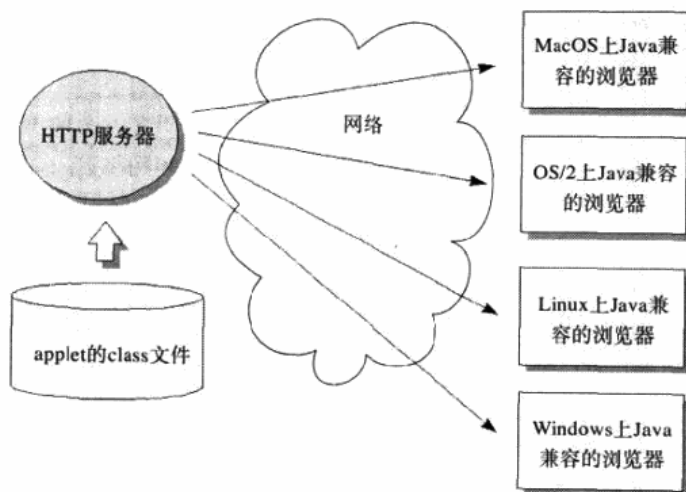 MacOS上Java兼
容的浏览器
HTTP服务器
网络
OS/2上Java兼容
的浏览器
applet的class文件
Linux上Java兼
容的浏览器
Windows上Java
兼容的浏览器